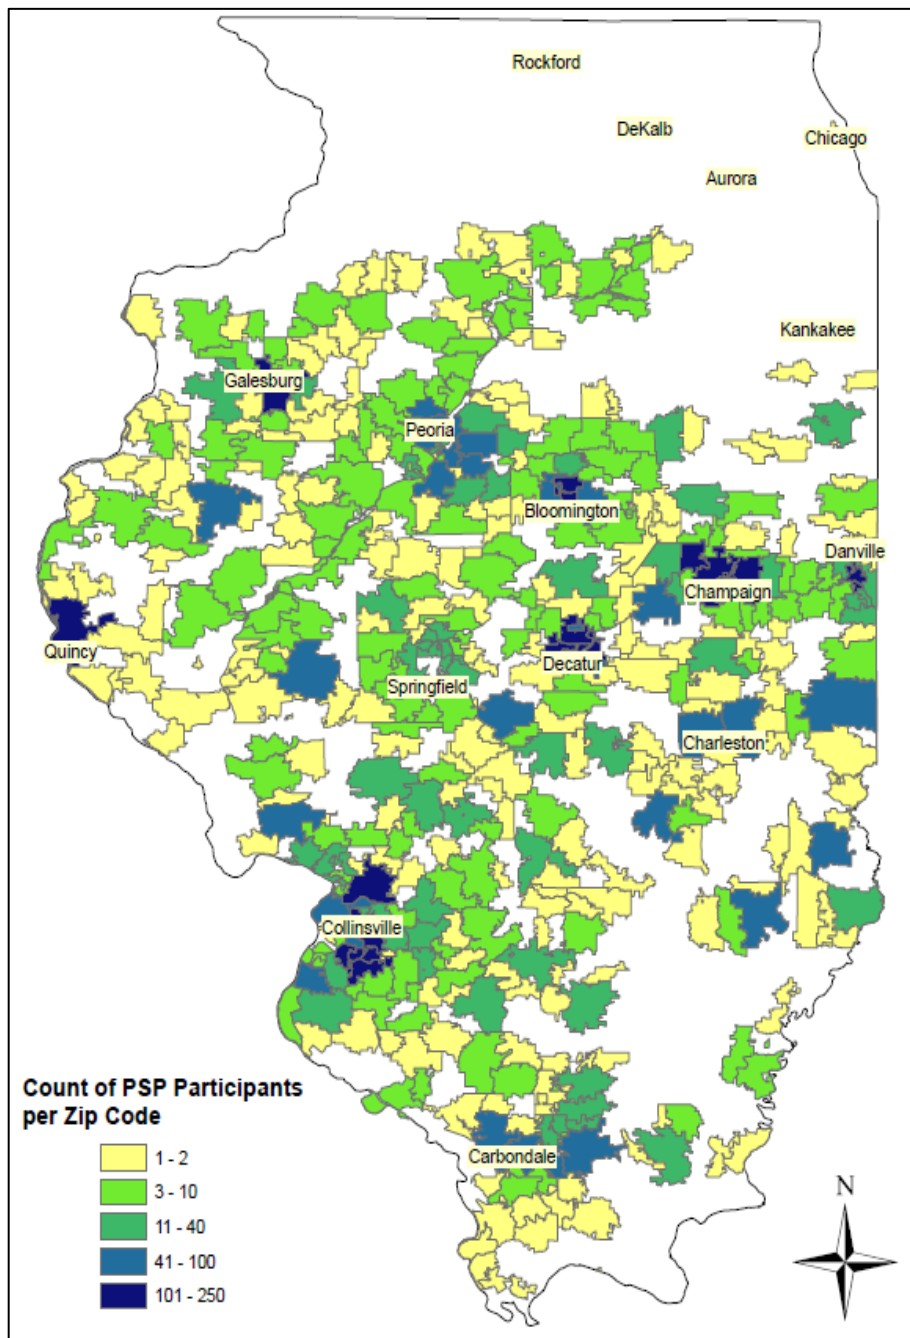 Rockford
DeKalb
Chicago
Aurora
Kankakee
Galesburg
Peoria
Bloomington
Danville
Champaign
Quincy
Decatur
Springfield
Charleston
Collinsville
Carbondale
Count of PSP Participants
per Zip Code
1 - 2
3 - 10
11 - 40
41 - 100
101 - 250
N